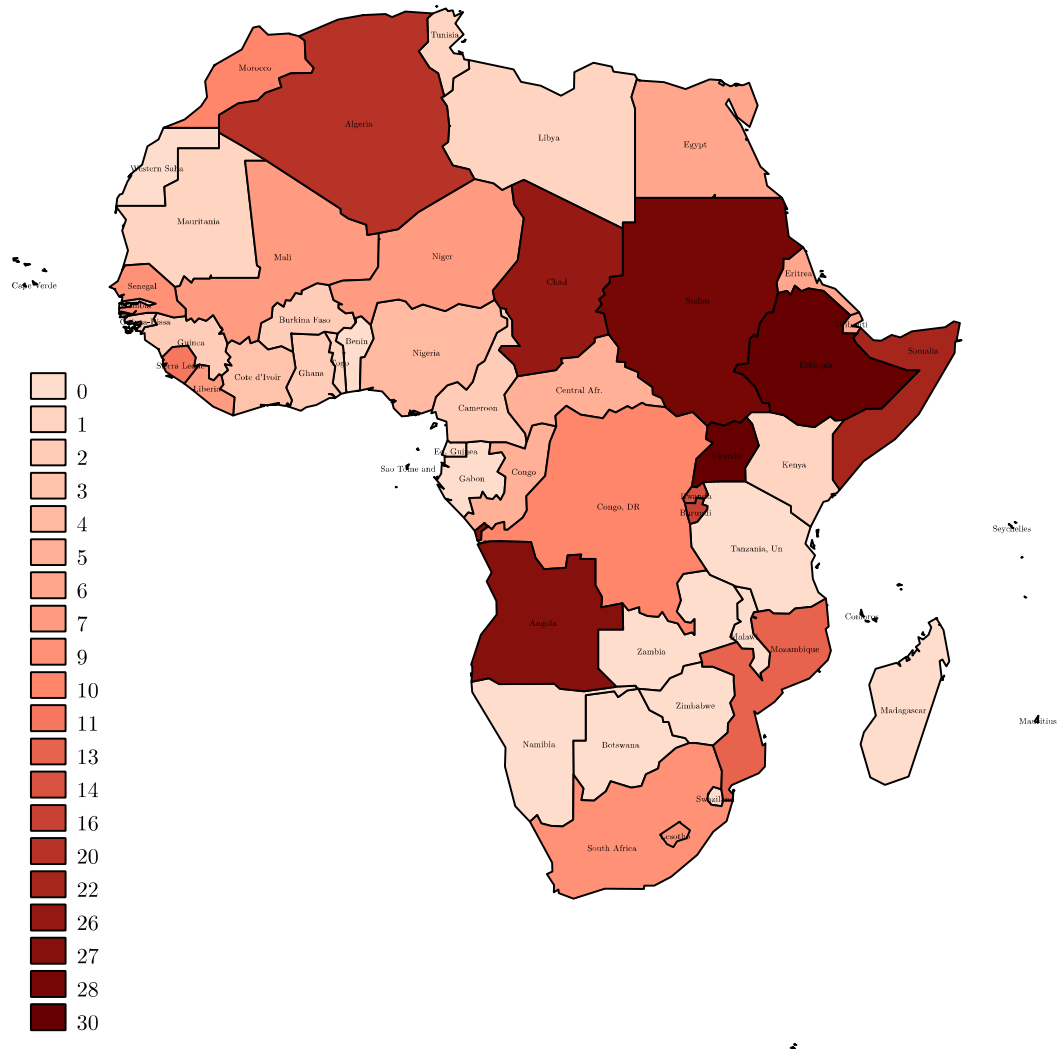 Tunisia
Morocco
Algeria
Libya
Egypt
Western Saha
Mauritania
Mali
Niger
Chad
Sudan
Eritrea
Cape Verde
Senegal
Burkina Faso
Guinea
Benin
Nigeria
Djibouti
Somalia
Ethiopia
Sierra Leone
Liberia
Cote d'Ivoir
Ghana
Togo
Central Afr.
Cameroon
Eq. Guinea
Sao Tome and
Gabon
Congo
Uganda
Kenya
Rwanda
Burundi
Congo, DR
Tanzania, Un
Seychelles
Comoros
Angola
Zambia
Malawi
Mozambique
Madagascar
Mauritius
Zimbabwe
Namibia
Botswana
Swaziland
Lesotho
South Africa
0
1
2
3
4
5
6
7
9
10
11
13
14
16
20
22
26
27
28
30